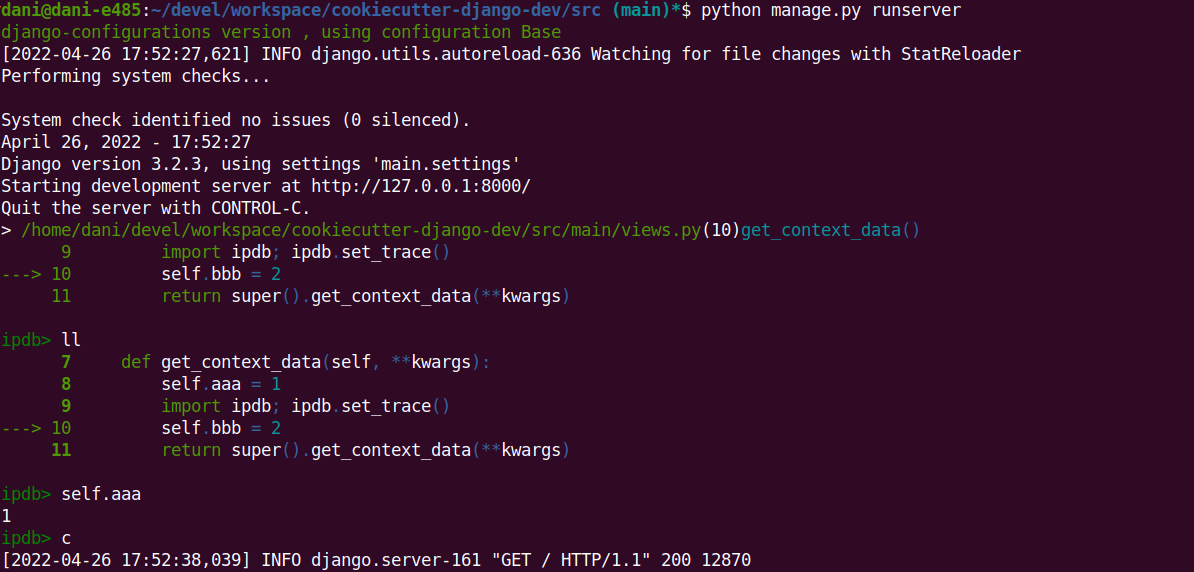 dani@dani-e485:~/devel/workspace/cookiecutter-django-dev/src (main)*$ python manage.py runserver
django-configurations version , using configuration Base
[2022-04-26 17:52:27,621] INFO django.utils.autoreload-636 Watching for file changes with StatReloader
Performing system checks...

System check identified no issues (0 silenced).
April 26, 2022 - 17:52:27
Django version 3.2.3, using settings 'main.settings'
Starting development server at http://127.0.0.1:8000/
Quit the server with CONTROL-C.
> /home/dani/devel/workspace/cookiecutter-django-dev/src/main/views.py(10)get_context_data()
      9         import ipdb; ipdb.set_trace()
---> 10         self.bbb = 2
     11         return super().get_context_data(**kwargs)

ipdb> ll
      7     def get_context_data(self, **kwargs):
      8         self.aaa = 1
      9         import ipdb; ipdb.set_trace()
---> 10         self.bbb = 2
     11         return super().get_context_data(**kwargs)

ipdb> self.aaa
1
ipdb> c
[2022-04-26 17:52:38,039] INFO django.server-161 "GET / HTTP/1.1" 200 12870